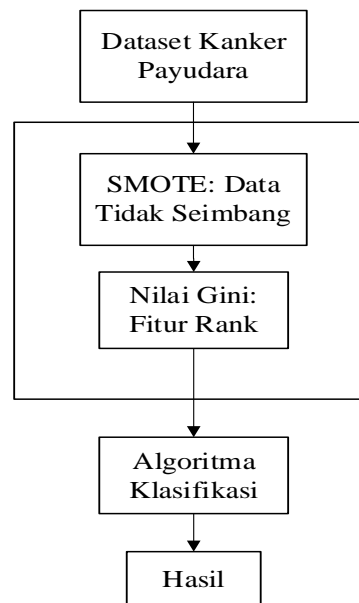 Dataset Kanker
Payudara
SMOTE: Data
Tidak Seimbang
Nilai Gini:
Fitur Rank
Algoritma
Klasifikasi
Hasil